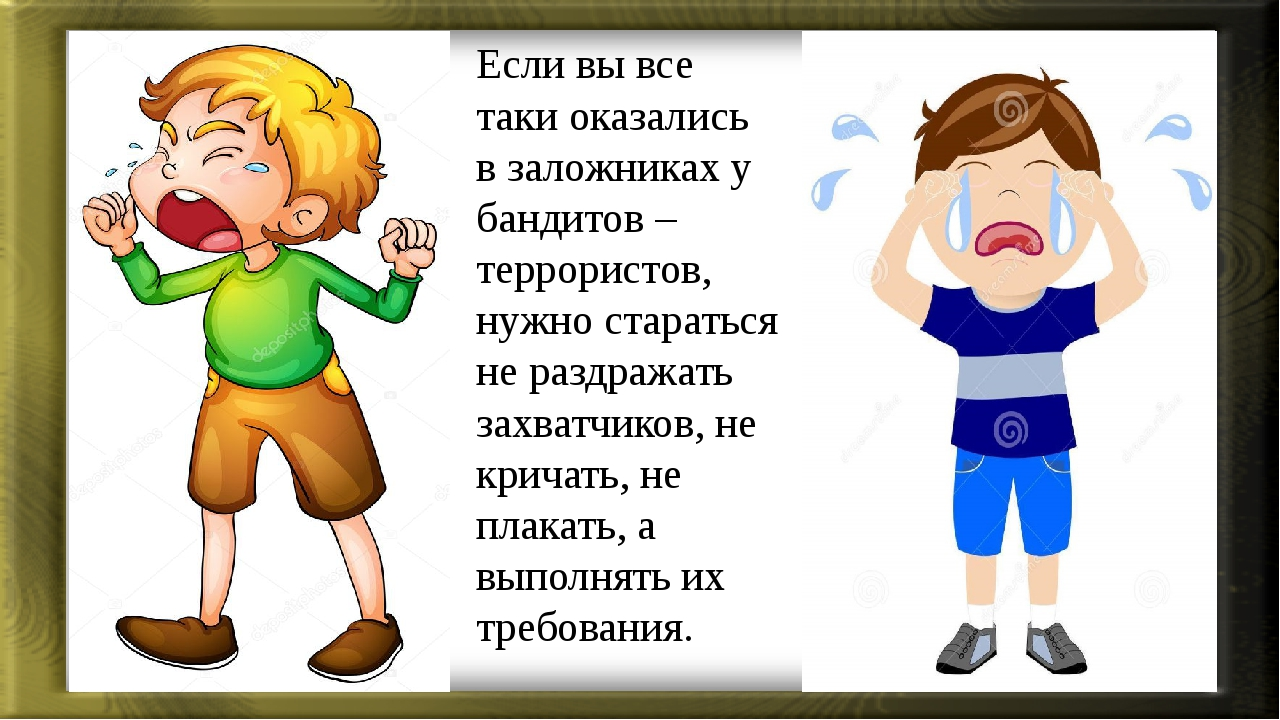 Если вы все
таки оказались
в заложниках у
бандитов –
террористов,
нужно стараться
не раздражать
захватчиков, не
кричать, не
плакать, а
выполнять их
требования.